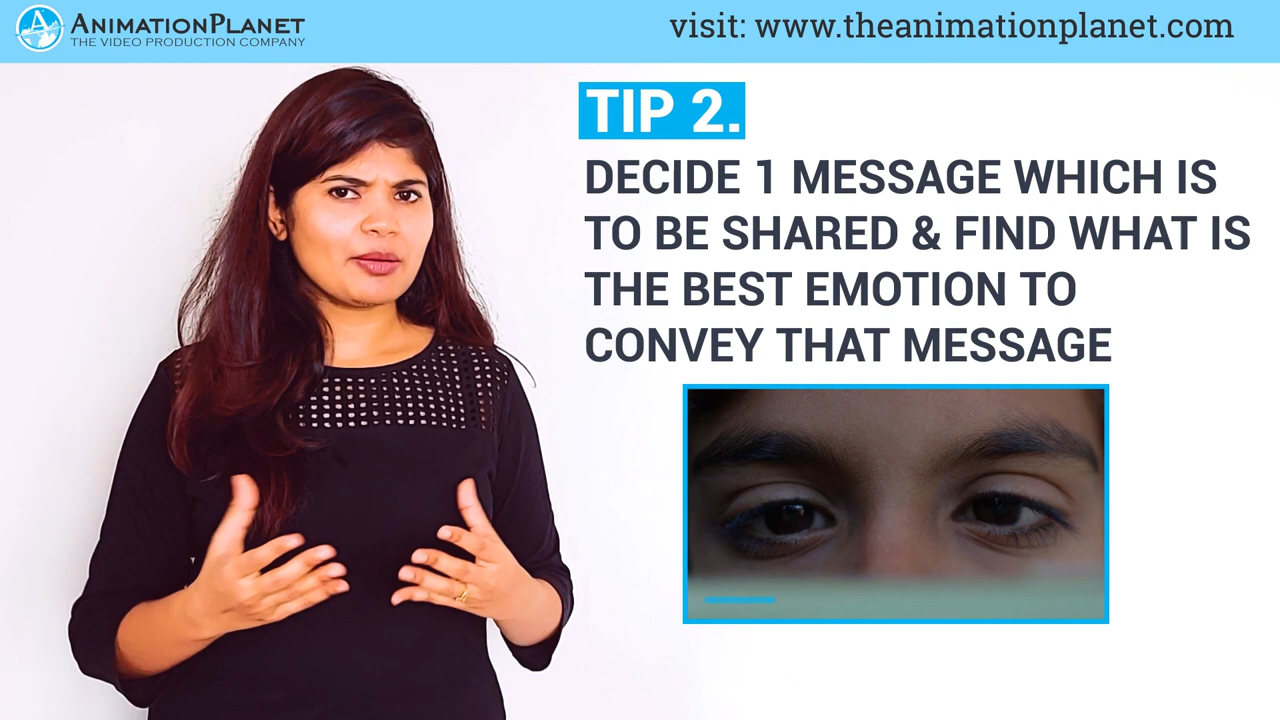 ANIMATIONPLANET
THE VIDEO PRODUCTION COMPANY
visit: www.theanimationplanet.com
TIP 2.
DECIDE 1 MESSAGE WHICH IS
TO BE SHARED & FIND WHAT IS
THE BEST EMOTION TO
CONVEY THAT MESSAGE